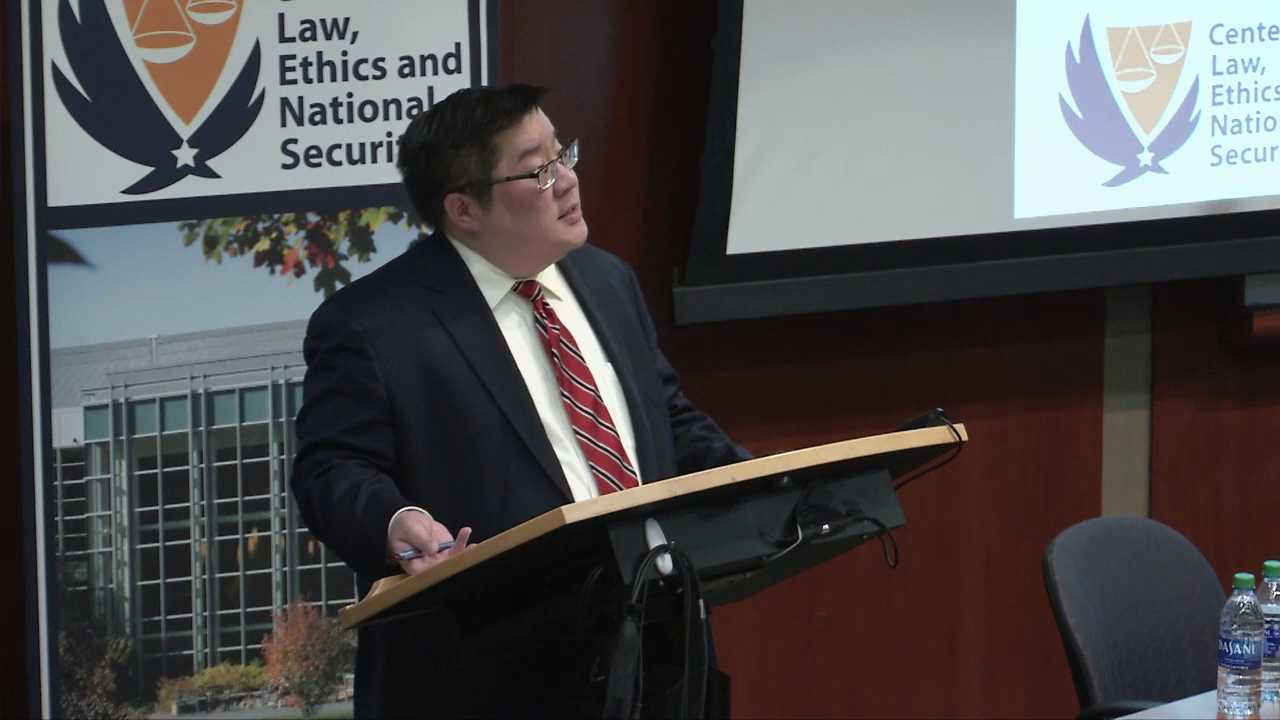 Law,
Ethics and
National
Securi
Cente
Law,
Ethics
Natio
Secur
DASANI